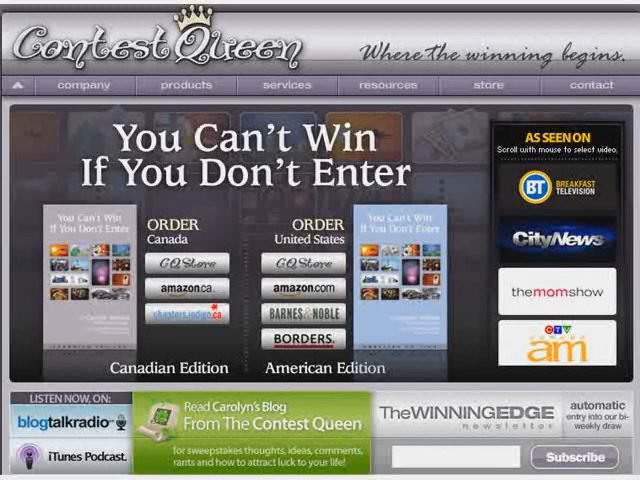 Contest Queen
Where the winning begins.
company products services resources store contact
You Can't Win
If You Don't Enter
AS SEEN ON
Scroll with mouse to select video.
BT BREAKFAST TELEVISION
CityNews
themomshow
CTV
am
You Can't Win
If You Don't Enter
ORDER
Canada
CQ Store
amazon.ca
chapters.indigo.ca
Canadian Edition
ORDER
United States
CQ Store
amazon.com
BARNES&NOBLE
BORDERS.
American Edition
You Can't Win
If You Don't Enter
LISTEN NOW, ON:
blogtalkradio
iTunes Podcast.
Read Carolyn's Blog
From The Contest Queen
for sweepstakes thoughts, ideas, comments,
rants and how to attract luck to your life!
TheWINNINGEDGE
newsletter
automatic
entry into our bi-
weekly draw
Subscribe